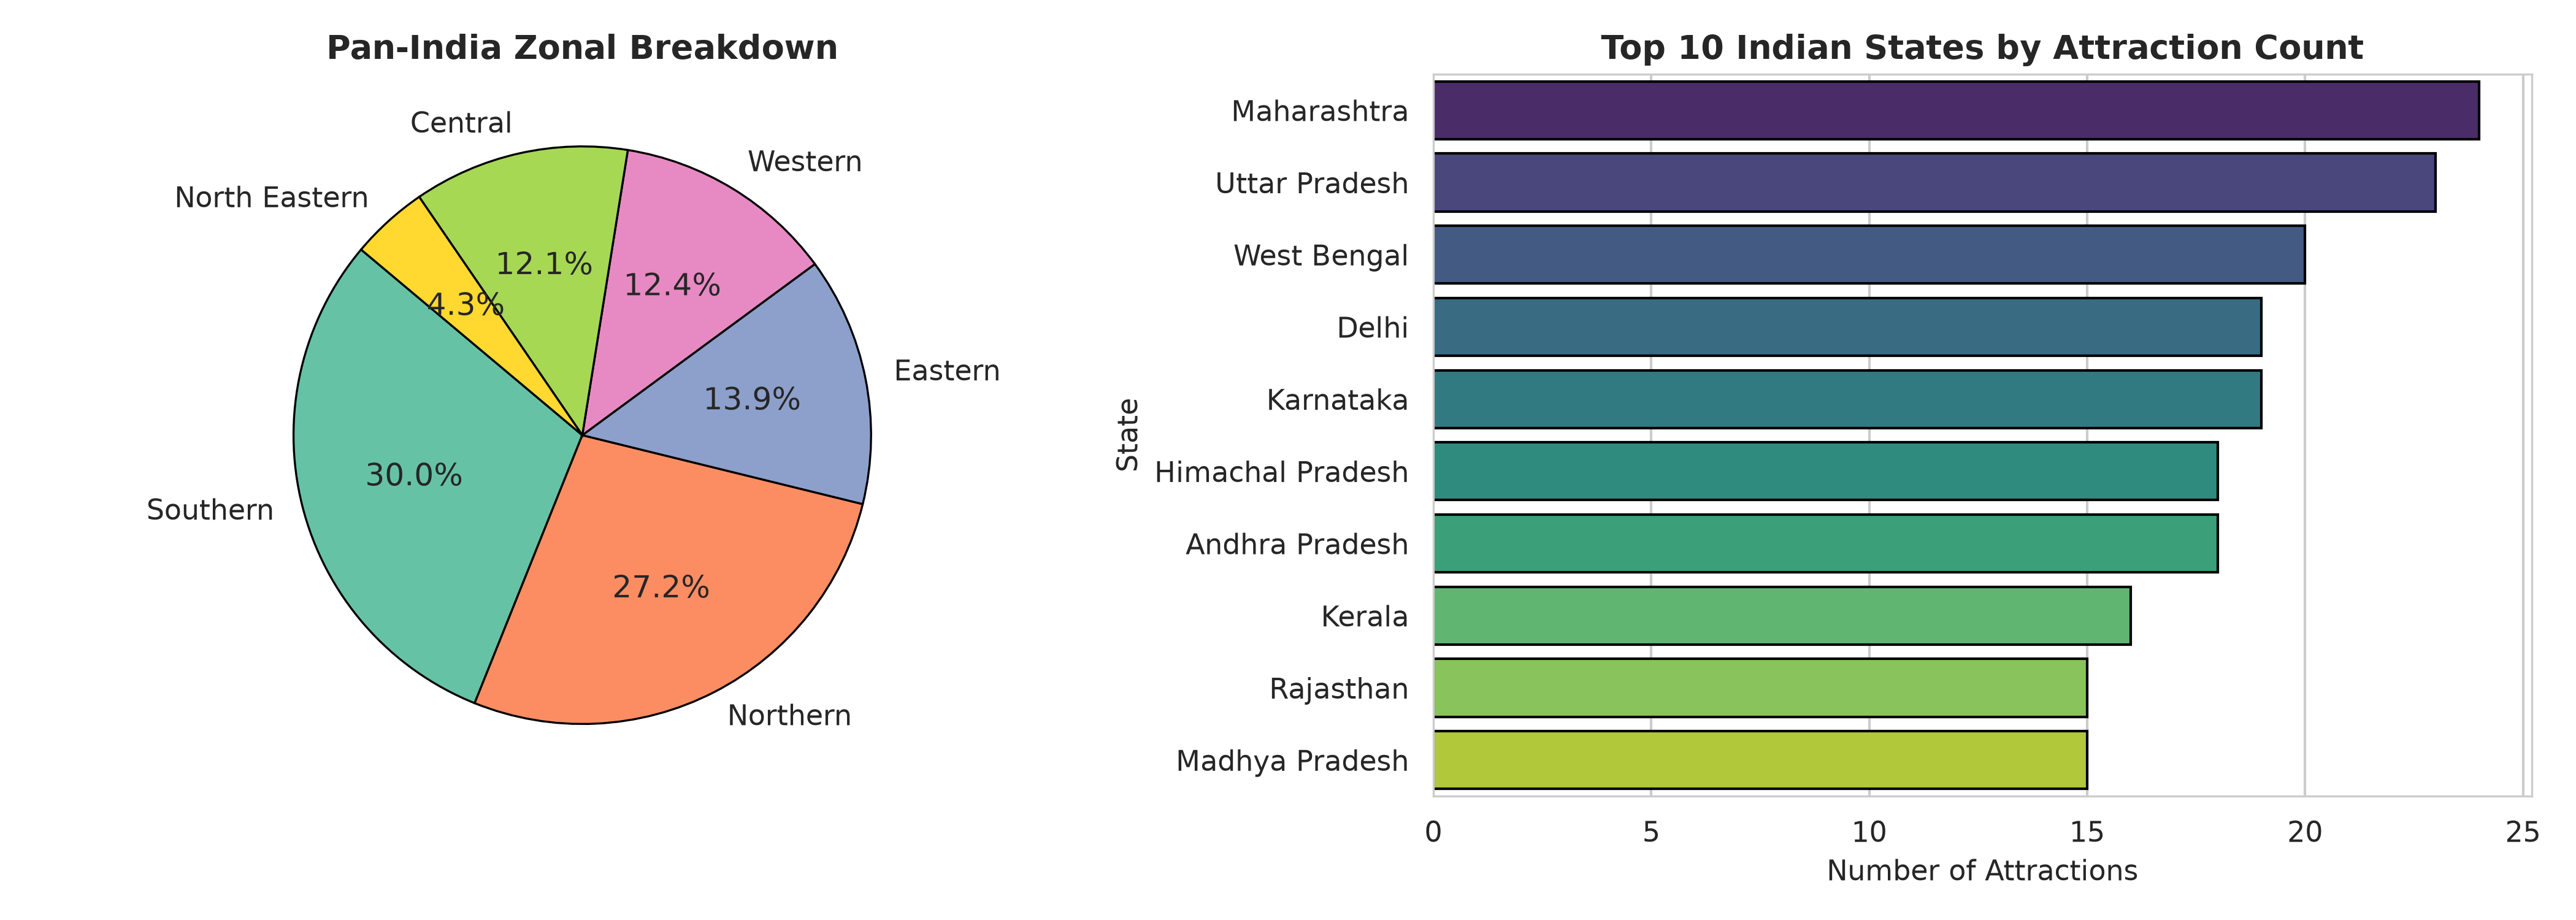 Pan-India Zonal Breakdown
Central
Western
North Eastern
12.1%
12.4%
4.3%
Eastern
13.9%
30.0%
Southern
27.2%
Northern
Top 10 Indian States by Attraction Count
State
Maharashtra
Uttar Pradesh
West Bengal
Delhi
Karnataka
Himachal Pradesh
Andhra Pradesh
Kerala
Rajasthan
Madhya Pradesh
0 5 10 15 20 25
Number of Attractions